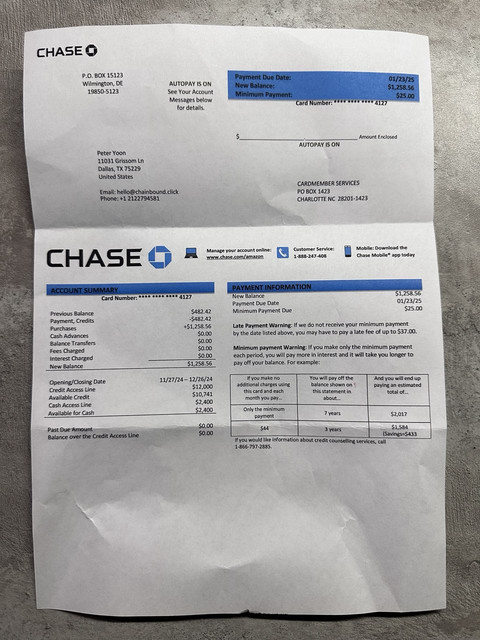 CHASE
P.O. BOX 15123
Wilmington, DE
19850-5123
AUTOPAY IS ON
See Your Account
Messages below
for details.
Payment Due Date: 01/23/25
New Balance: $1,258.56
Minimum Payment: $25.00
Card Number: **** **** **** 4127
$ Amount Enclosed
AUTOPAY IS ON
Peter Yoon
11031 Grissom Ln
Dallas, TX 75229
United States
Email: hello@chainbound.click
Phone: +1 2122794581
CARDMEMBER SERVICES
PO BOX 1423
CHARLOTTE NC 28201-1423
CHASE
Manage your account online:
www.chase.com/amazon
Customer Service:
1-888-247-408
Mobile: Download the
Chase Mobile® app today
ACCOUNT SUMMARY
Card Number: **** **** **** 4127
Previous Balance $482.42
Payment, Credits -$482.42
Purchases +$1,258.56
Cash Advances $0.00
Balance Transfers $0.00
Fees Charged $0.00
Interest Charged $0.00
New Balance $1,258.56
Opening/Closing Date 11/27/24 – 12/26/24
Credit Access Line $12,000
Available Credit $10,741
Cash Access Line $2,400
Available for Cash $2,400
Past Due Amount $0.00
Balance over the Credit Access Line $0.00
PAYMENT INFORMATION
New Balance $1,258.56
Payment Due Date 01/23/25
Minimum Payment Due $25.00
Late Payment Warning: If we do not receive your minimum payment
by the date listed above, you may have to pay a late fee of up to $37.00.
Minimum payment Warning: If you make only the minimum payment
each period, you will pay more in interest and it will take you longer to
pay off your balance. For example:
If you make no
additional charges using
this card and each
month you pay...
You will pay off the
balance shown on
this statement in
about...
And you will end up
paying an estimated
total of...
Only the minimum
payment
7 years
$2,017
$44
3 years
$1,584
(Savings=$433
If you would like information about credit counselling services, call
1-866-797-2885.